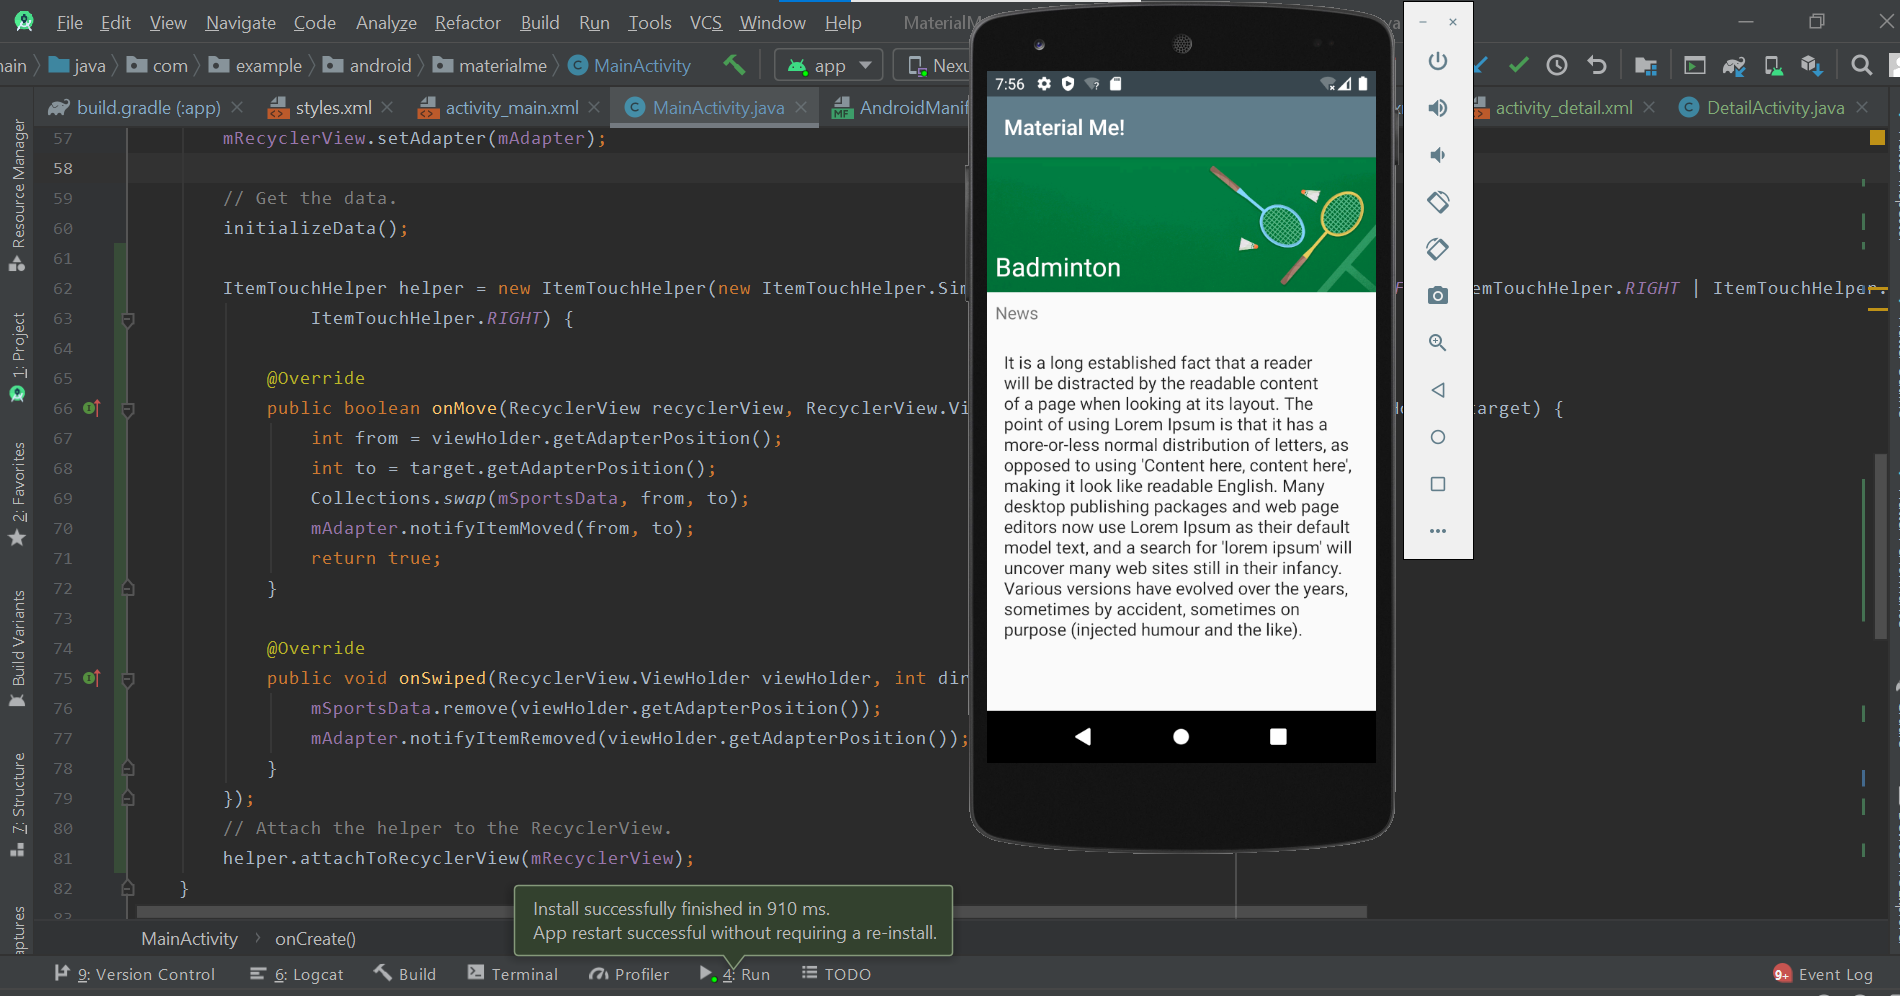 File Edit View Navigate Code Analyze Refactor Build Run Tools VCS Window Help MaterialM
java com example android materialme MainActivity app
build.gradle (:app) styles.xml activity_main.xml MainActivity.java AndroidManif activity_detail.xml DetailActivity.java
57 mRecyclerView.setAdapter(mAdapter);
58
59 // Get the data.
60 initializeData();
61
62 ItemTouchHelper helper = new ItemTouchHelper(new ItemTouchHelper.Sim emTouchHelper.RIGHT | ItemTouchHelper.
63 ItemTouchHelper.RIGHT) {
64
65 @Override
66 public boolean onMove(RecyclerView recyclerView, RecyclerView.Vi target) {
67 int from = viewHolder.getAdapterPosition();
68 int to = target.getAdapterPosition();
69 Collections.swap(mSportsData, from, to);
70 mAdapter.notifyItemMoved(from, to);
71 return true;
72 }
73
74 @Override
75 public void onSwiped(RecyclerView.ViewHolder viewHolder, int dir
76 mSportsData.remove(viewHolder.getAdapterPosition());
77 mAdapter.notifyItemRemoved(viewHolder.getAdapterPosition());
78 }
79 });
80 // Attach the helper to the RecyclerView.
81 helper.attachToRecyclerView(mRecyclerView);
82 }
Resource Manager
1: Project
2: Favorites
Build Variants
7: Structure
7:56
Material Me!
Badminton
News
It is a long established fact that a reader
will be distracted by the readable content
of a page when looking at its layout. The
point of using Lorem Ipsum is that it has a
more-or-less normal distribution of letters, as
opposed to using 'Content here, content here',
making it look like readable English. Many
desktop publishing packages and web page
editors now use Lorem Ipsum as their default
model text, and a search for 'lorem ipsum' will
uncover many web sites still in their infancy.
Various versions have evolved over the years,
sometimes by accident, sometimes on
purpose (injected humour and the like).
Install successfully finished in 910 ms.
App restart successful without requiring a re-install.
MainActivity onCreate()
9: Version Control 6: Logcat Build Terminal Profiler 4: Run TODO 9+ Event Log